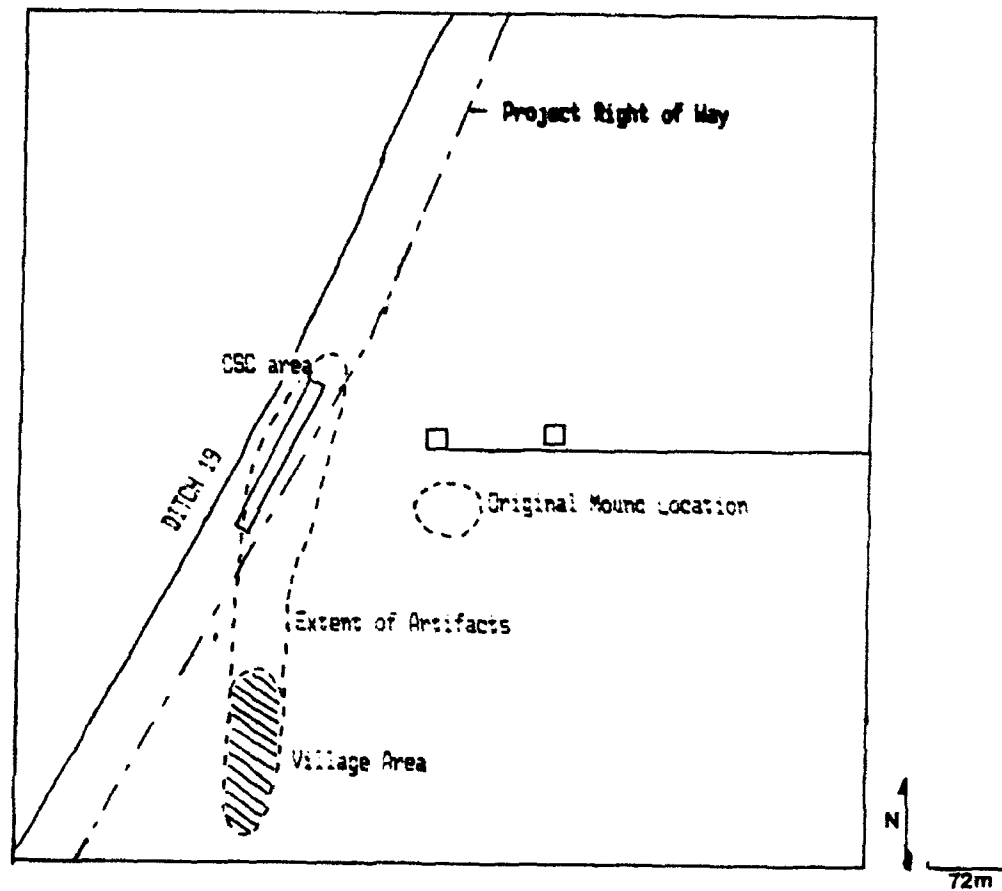 Project Right of Way
CSC area
DITCH 19
Original Mound Location
Extent of Artifacts
Village Area
N
72m